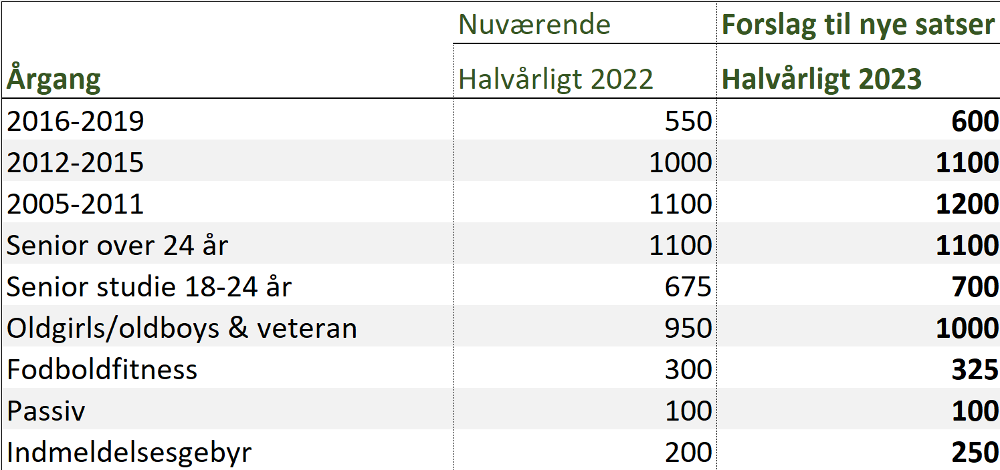 Nuværende Forslag til nye satser
Årgang Halvårligt 2022 Halvårligt 2023
2016-2019 550 600
2012-2015 1000 1100
2005-2011 1100 1200
Senior over 24 år 1100 1100
Senior studie 18-24 år 675 700
Oldgirls/oldboys & veteran 950 1000
Fodboldfitness 300 325
Passiv 100 100
Indmeldelsesgebyr 200 250